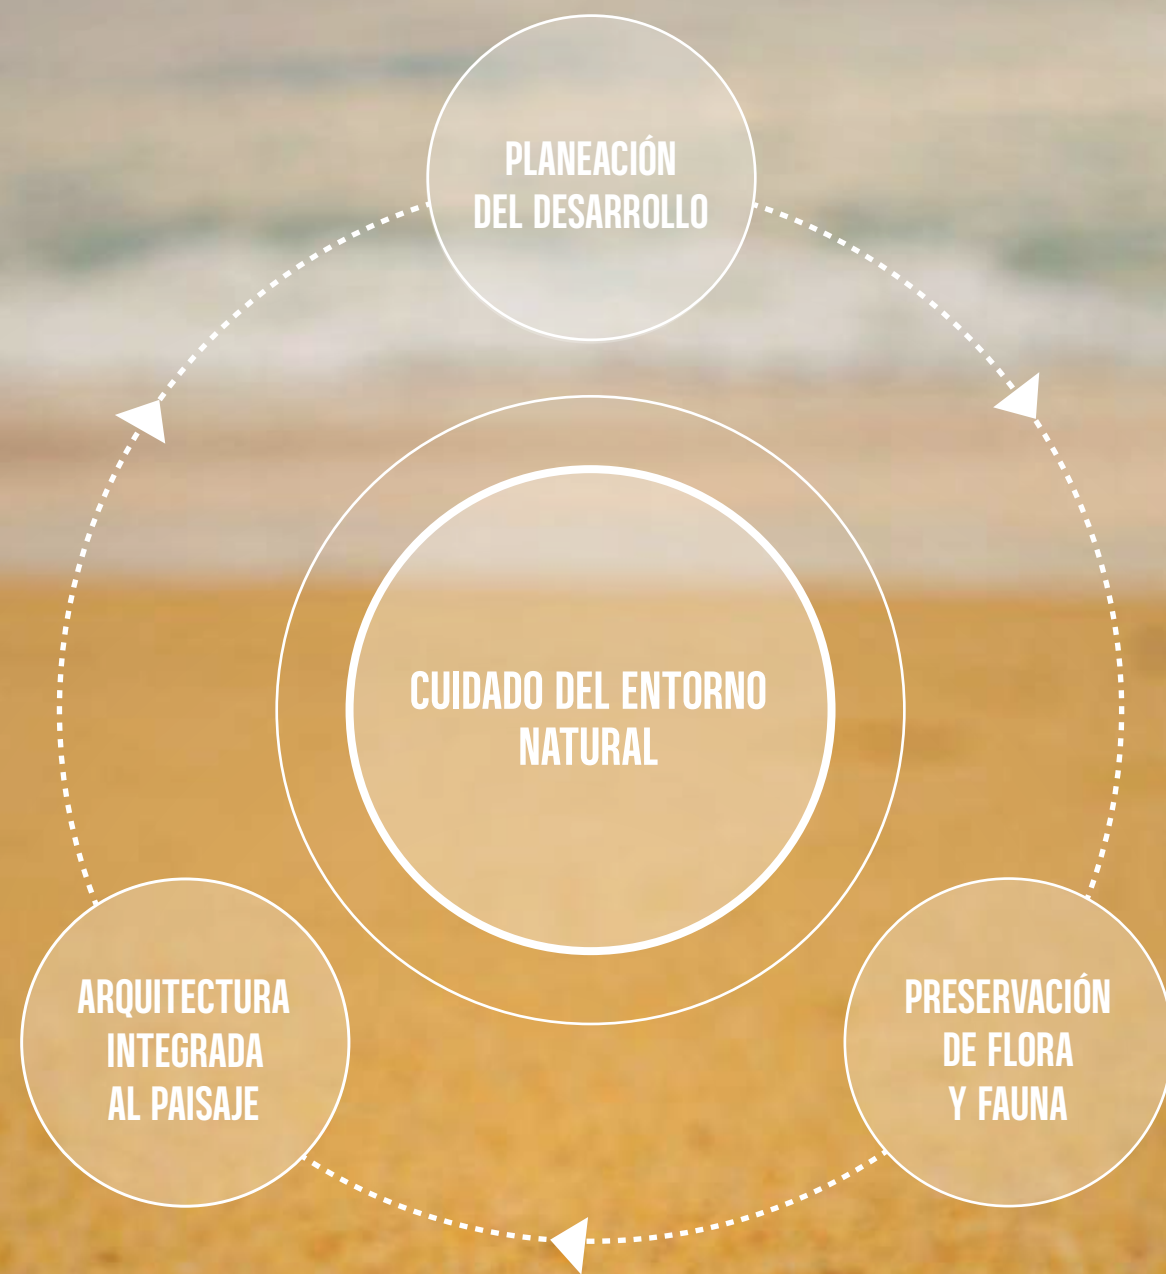 PLANEACIÓN
DEL DESARROLLO
CUIDADO DEL ENTORNO
NATURAL
ARQUITECTURA
INTEGRADA
AL PAISAJE
PRESERVACIÓN
DE FLORA
Y FAUNA